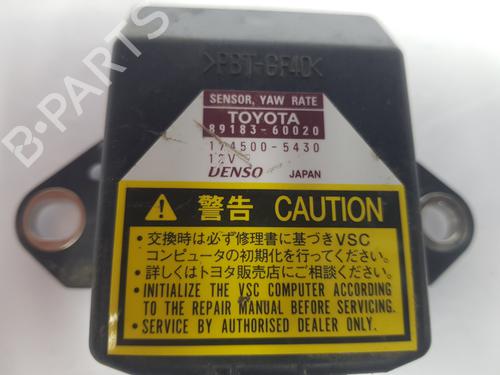 >PBT-GF40<
SENSOR, YAW RATE
TOYOTA
89183-60020
174500-5430
12V
DENSO JAPAN
警告 CAUTION
・交換時は必ず修理書に基づきVSC
コンピュータの初期化を行ってください。
・詳しくはトヨタ販売店にご相談ください。
・INITIALIZE THE VSC COMPUTER ACCORDING
TO THE REPAIR MANUAL BEFORE SERVICING.
・SERVICE BY AUTHORISED DEALER ONLY.
B-PARTS